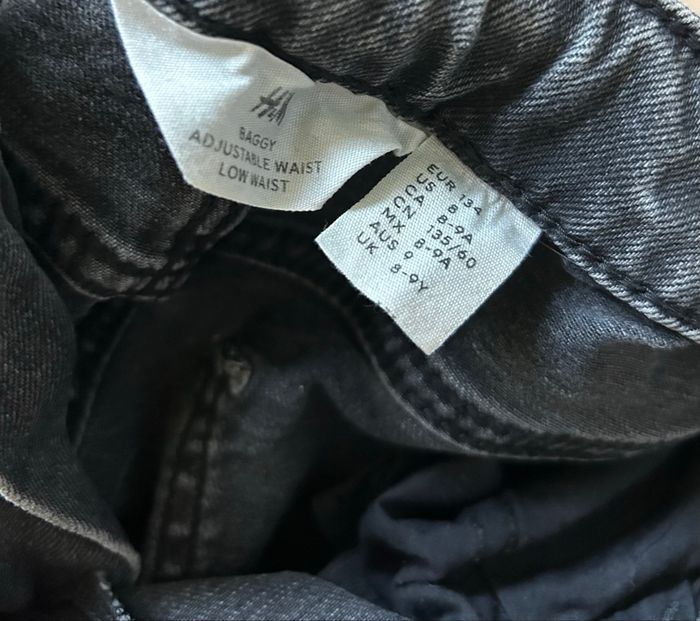 H&M
BAGGY
ADJUSTABLE WAIST
LOW WAIST
EUR 134
US 8-9A
CA 8-9A
CN 135/60
MX 8-9A
AUS 9
UK 8-9Y